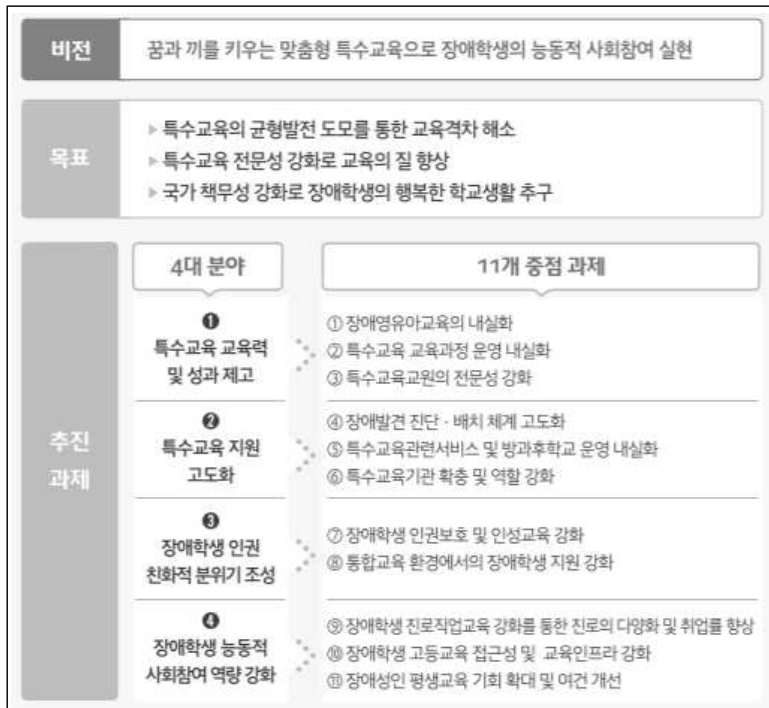 비전
꿈과 끼를 키우는 맞춤형 특수교육으로 장애학생의 능동적 사회참여 실현
목표
▶ 특수교육의 균형발전 도모를 통한 교육격차 해소
▶ 특수교육 전문성 강화로 교육의 질 향상
▶ 국가 책무성 강화로 장애학생의 행복한 학교생활 추구
추진
과제
4대 분야
11개 중점 과제
❶
특수교육 교육력
및 성과 제고
① 장애영유아교육의 내실화
② 특수교육 교육과정 운영 내실화
③ 특수교육교원의 전문성 강화
❷
특수교육 지원
고도화
④ 장애발견 진단 · 배치 체계 고도화
⑤ 특수교육관련서비스 및 방과후학교 운영 내실화
⑥ 특수교육기관 확충 및 역할 강화
❸
장애학생 인권
친화적 분위기 조성
⑦ 장애학생 인권보호 및 인성교육 강화
⑧ 통합교육 환경에서의 장애학생 지원 강화
❹
장애학생 능동적
사회참여 역량 강화
⑨ 장애학생 진로직업교육 강화를 통한 진로의 다양화 및 취업률 향상
⑩ 장애학생 고등교육 접근성 및 교육인프라 강화
⑪ 장애성인 평생교육 기회 확대 및 여건 개선